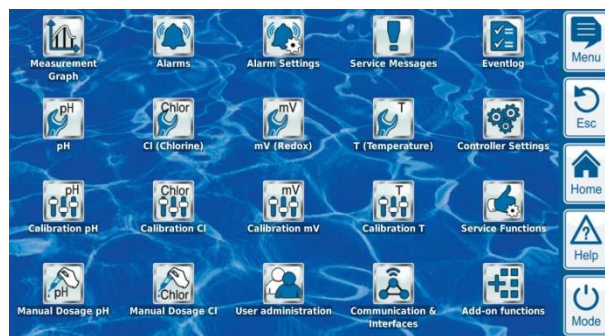 Measurement
Graph
Alarms
Alarm Settings
Service Messages
Eventlog
Menu
pH
pH
Chlor
Cl (Chlorine)
mV
mV (Redox)
T
T (Temperature)
Controller Settings
Esc
pH
Calibration pH
Chlor
Calibration Cl
mV
Calibration mV
T
Calibration T
Service Functions
Home
pH
Manual Dosage pH
Chlor
Manual Dosage Cl
User administration
Communication &
Interfaces
Add-on functions
?
Help
Mode